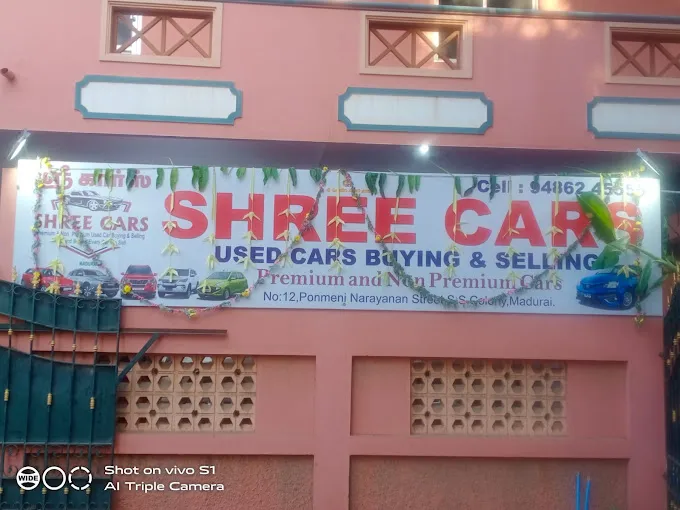 ஸ்ரீ கார்ஸ்
SHREE CARS
SHREE CARS
Cell : 94862
USED CARS BUYING & SELLING
Premium and Non Premium Cars
No:12,Ponmeni Narayanan Street S.S.Colony,Madurai.
WIDE
Shot on vivo S1
AI Triple Camera